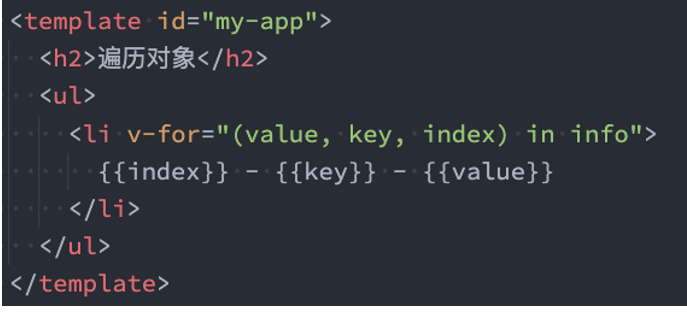 <template id="my-app">
  <h2>遍历对象</h2>
  <ul>
    <li v-for="(value, key, index) in info">
      {{index}} - {{key}} - {{value}}
    </li>
  </ul>
</template>